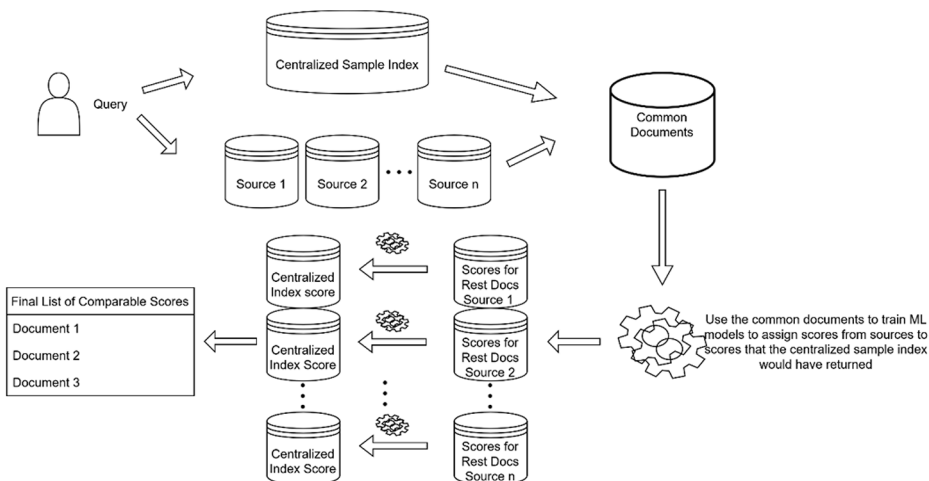 Centralized Sample Index
Query
Common
Documents
Source 1
Source 2
Source n
Use the common documents to train ML
models to assign scores from sources to
scores that the centralized sample index
would have returned
Scores for
Rest Docs
Source 1
Centralized
Index score
Scores for
Rest Docs
Source 2
Centralized
Index Score
Scores for
Rest Docs
Source n
Centralized
Index Score
Final List of Comparable Scores
Document 1
Document 2
Document 3